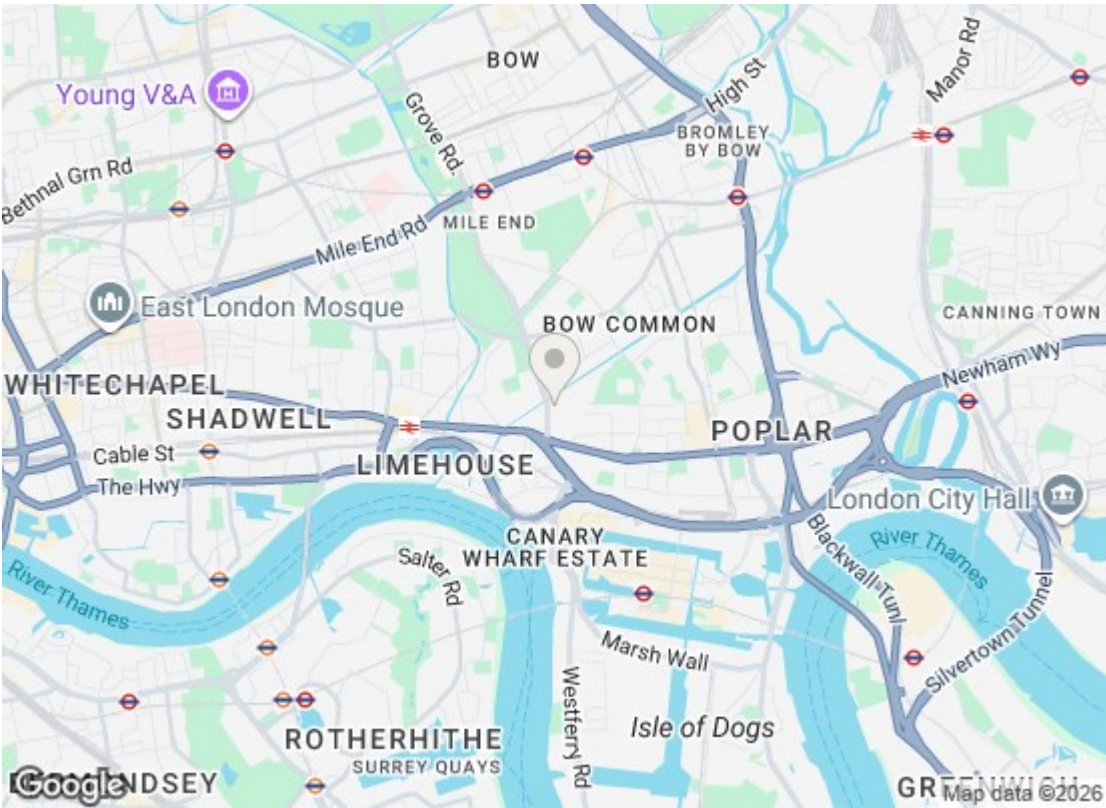 BOW
High St
Manor Rd
Young V&A
Grove Rd.
BROMLEY
BY BOW
Bethnal Grn Rd
MILE END
Mile End Rd
East London Mosque
BOW COMMON
CANNING TOWN
Newham Wy
WHITECHAPEL
SHADWELL
POPLAR
Cable St
LIMEHOUSE
The Hwy
London City Hall
CANARY
WHARF ESTATE
Blackwall Tunl
River Thames
Salter Rd
River Thames
Silvertown Tunnel
Marsh Wall
Westferry Rd
Isle of Dogs
ROTHERHITHE
SURREY QUAYS
Google
GREENWICH
Map data ©2026